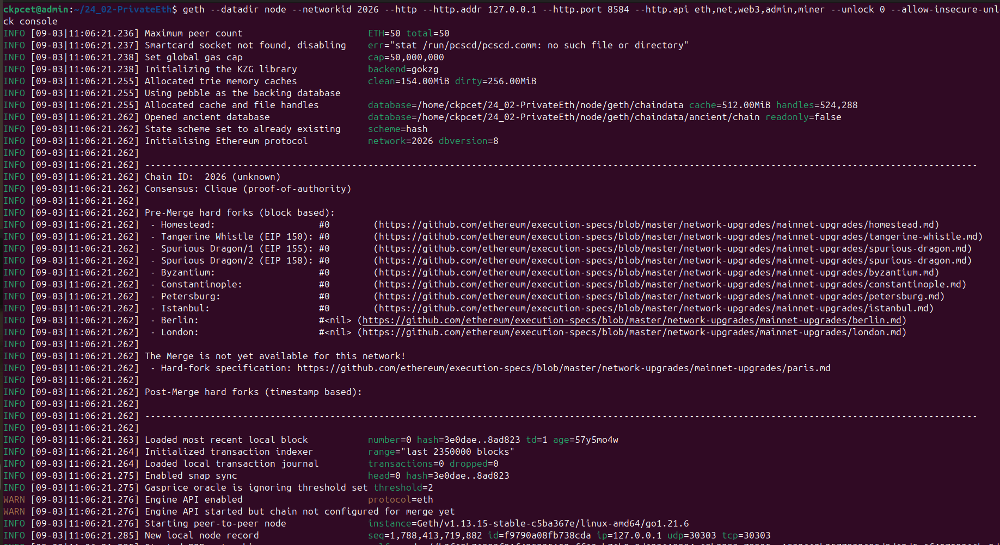 ckpcet@admin:~/24_02-PrivateEth$ geth --datadir node --networkid 2026 --http --http.addr 127.0.0.1 --http.port 8584 --http.api eth,net,web3,admin,miner --unlock 0 --allow-insecure-unlo
ck console
INFO [09-03|11:06:21.236] Maximum peer count ETH=50 total=50
INFO [09-03|11:06:21.237] Smartcard socket not found, disabling err="stat /run/pcscd/pcscd.comm: no such file or directory"
INFO [09-03|11:06:21.238] Set global gas cap cap=50,000,000
INFO [09-03|11:06:21.238] Initializing the KZG library backend=gokzg
INFO [09-03|11:06:21.255] Allocated trie memory caches clean=154.00MiB dirty=256.00MiB
INFO [09-03|11:06:21.255] Using pebble as the backing database
INFO [09-03|11:06:21.255] Allocated cache and file handles database=/home/ckpcet/24_02-PrivateEth/node/geth/chaindata cache=512.00MiB handles=524,288
INFO [09-03|11:06:21.262] Opened ancient database database=/home/ckpcet/24_02-PrivateEth/node/geth/chaindata/ancient/chain readonly=false
INFO [09-03|11:06:21.262] State scheme set to already existing scheme=hash
INFO [09-03|11:06:21.262] Initialising Ethereum protocol network=2026 dbversion=8
INFO [09-03|11:06:21.262]
INFO [09-03|11:06:21.262] ---------------------------------------------------------------------------------------------------------------------------------------------------------
INFO [09-03|11:06:21.262] Chain ID:  2026 (unknown)
INFO [09-03|11:06:21.262] Consensus: Clique (proof-of-authority)
INFO [09-03|11:06:21.262]
INFO [09-03|11:06:21.262] Pre-Merge hard forks (block based):
INFO [09-03|11:06:21.262]  - Homestead: #0 (https://github.com/ethereum/execution-specs/blob/master/network-upgrades/mainnet-upgrades/homestead.md)
INFO [09-03|11:06:21.262]  - Tangerine Whistle (EIP 150): #0 (https://github.com/ethereum/execution-specs/blob/master/network-upgrades/mainnet-upgrades/tangerine-whistle.md)
INFO [09-03|11:06:21.262]  - Spurious Dragon/1 (EIP 155): #0 (https://github.com/ethereum/execution-specs/blob/master/network-upgrades/mainnet-upgrades/spurious-dragon.md)
INFO [09-03|11:06:21.262]  - Spurious Dragon/2 (EIP 158): #0 (https://github.com/ethereum/execution-specs/blob/master/network-upgrades/mainnet-upgrades/spurious-dragon.md)
INFO [09-03|11:06:21.262]  - Byzantium: #0 (https://github.com/ethereum/execution-specs/blob/master/network-upgrades/mainnet-upgrades/byzantium.md)
INFO [09-03|11:06:21.262]  - Constantinople: #0 (https://github.com/ethereum/execution-specs/blob/master/network-upgrades/mainnet-upgrades/constantinople.md)
INFO [09-03|11:06:21.262]  - Petersburg: #0 (https://github.com/ethereum/execution-specs/blob/master/network-upgrades/mainnet-upgrades/petersburg.md)
INFO [09-03|11:06:21.262]  - Istanbul: #0 (https://github.com/ethereum/execution-specs/blob/master/network-upgrades/mainnet-upgrades/istanbul.md)
INFO [09-03|11:06:21.262]  - Berlin: #<nil> (https://github.com/ethereum/execution-specs/blob/master/network-upgrades/mainnet-upgrades/berlin.md)
INFO [09-03|11:06:21.262]  - London: #<nil> (https://github.com/ethereum/execution-specs/blob/master/network-upgrades/mainnet-upgrades/london.md)
INFO [09-03|11:06:21.262]
INFO [09-03|11:06:21.262] The Merge is not yet available for this network!
INFO [09-03|11:06:21.262]  - Hard-fork specification: https://github.com/ethereum/execution-specs/blob/master/network-upgrades/mainnet-upgrades/paris.md
INFO [09-03|11:06:21.262]
INFO [09-03|11:06:21.262] Post-Merge hard forks (timestamp based):
INFO [09-03|11:06:21.262]
INFO [09-03|11:06:21.262] ---------------------------------------------------------------------------------------------------------------------------------------------------------
INFO [09-03|11:06:21.262]
INFO [09-03|11:06:21.263] Loaded most recent local block number=0 hash=3e0dae..8ad823 td=1 age=57y5mo4w
INFO [09-03|11:06:21.264] Initialized transaction indexer range="last 2350000 blocks"
INFO [09-03|11:06:21.264] Loaded local transaction journal transactions=0 dropped=0
INFO [09-03|11:06:21.275] Enabled snap sync head=0 hash=3e0dae..8ad823
INFO [09-03|11:06:21.275] Gasprice oracle is ignoring threshold set threshold=2
WARN [09-03|11:06:21.276] Engine API enabled protocol=eth
WARN [09-03|11:06:21.276] Engine API started but chain not configured for merge yet
INFO [09-03|11:06:21.276] Starting peer-to-peer node instance=Geth/v1.13.15-stable-c5ba367e/linux-amd64/go1.21.6
INFO [09-03|11:06:21.285] New local node record seq=1,788,413,719,882 id=f9790a08fb738cda ip=127.0.0.1 udp=30303 tcp=30303